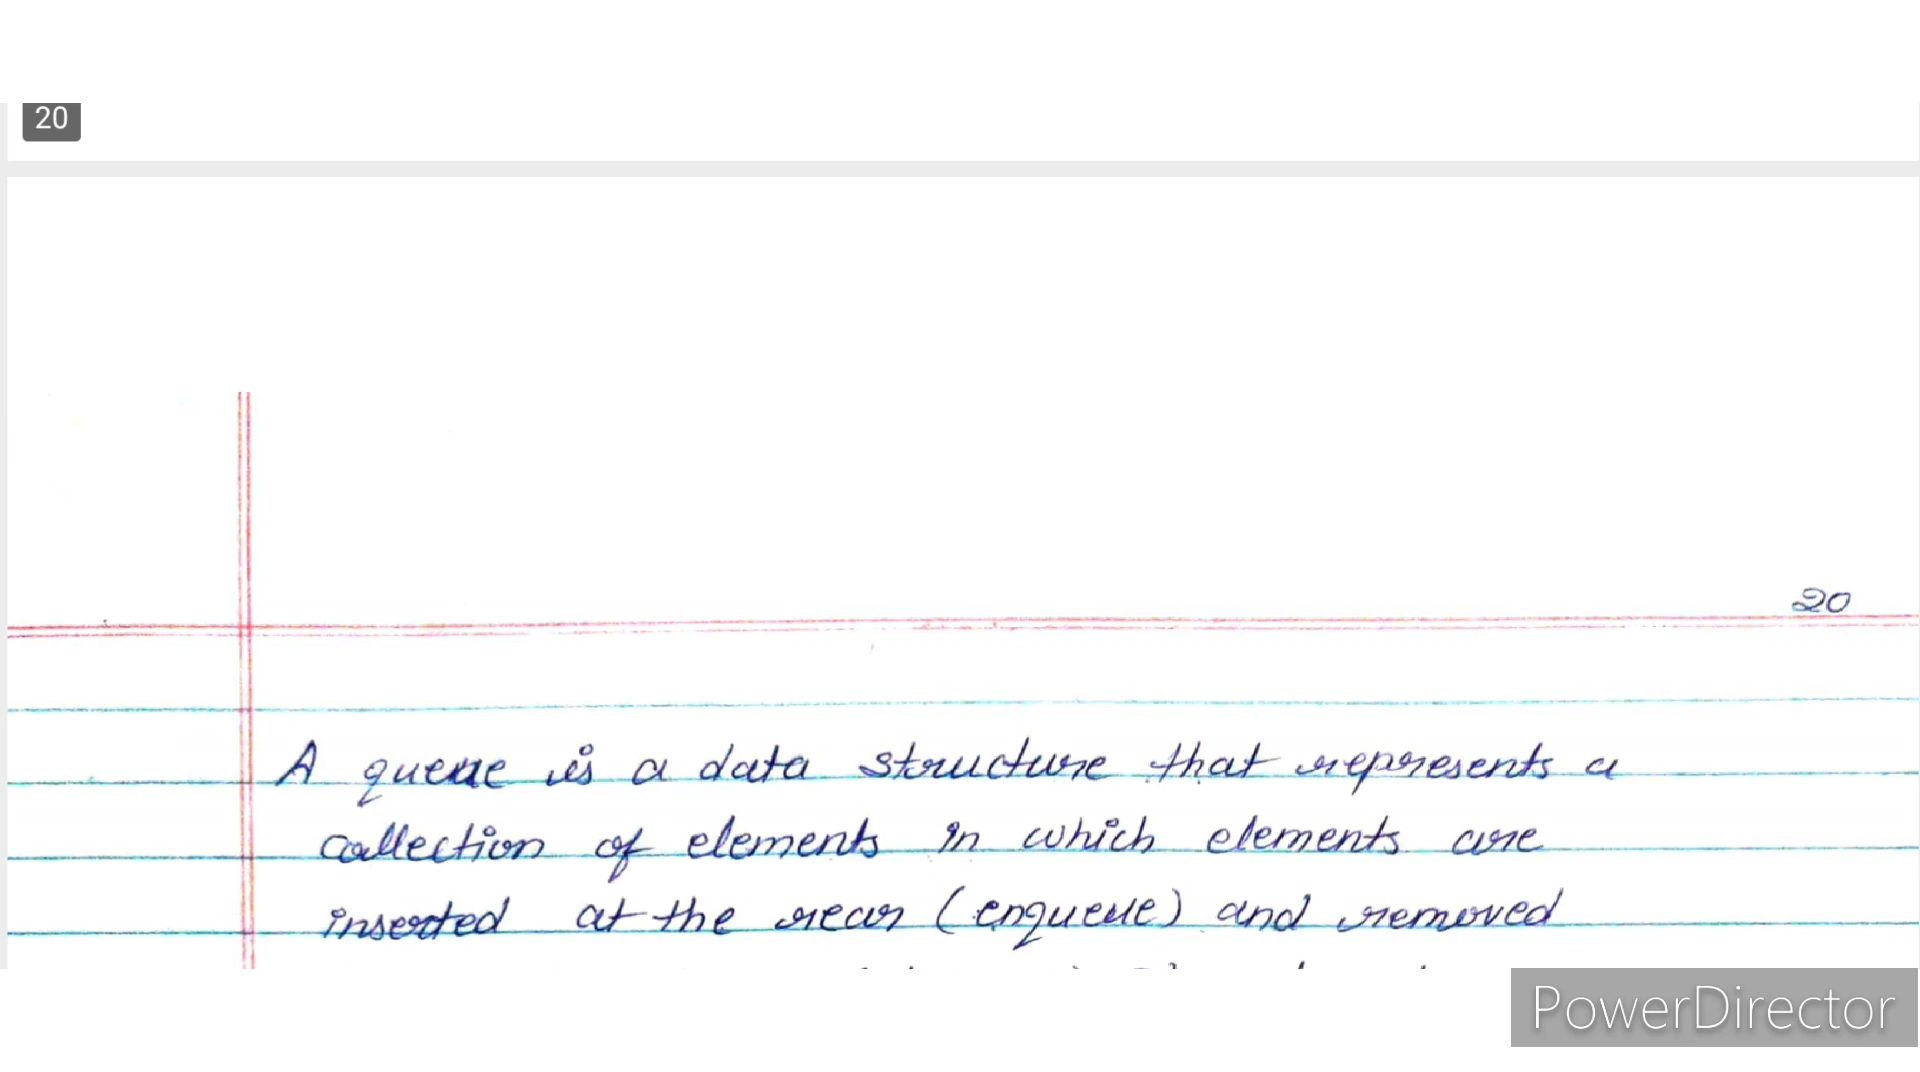 20
20
A queue is a data structure that represents a
collection of elements in which elements are
inserted at the rear (enqueue) and removed
PowerDirector